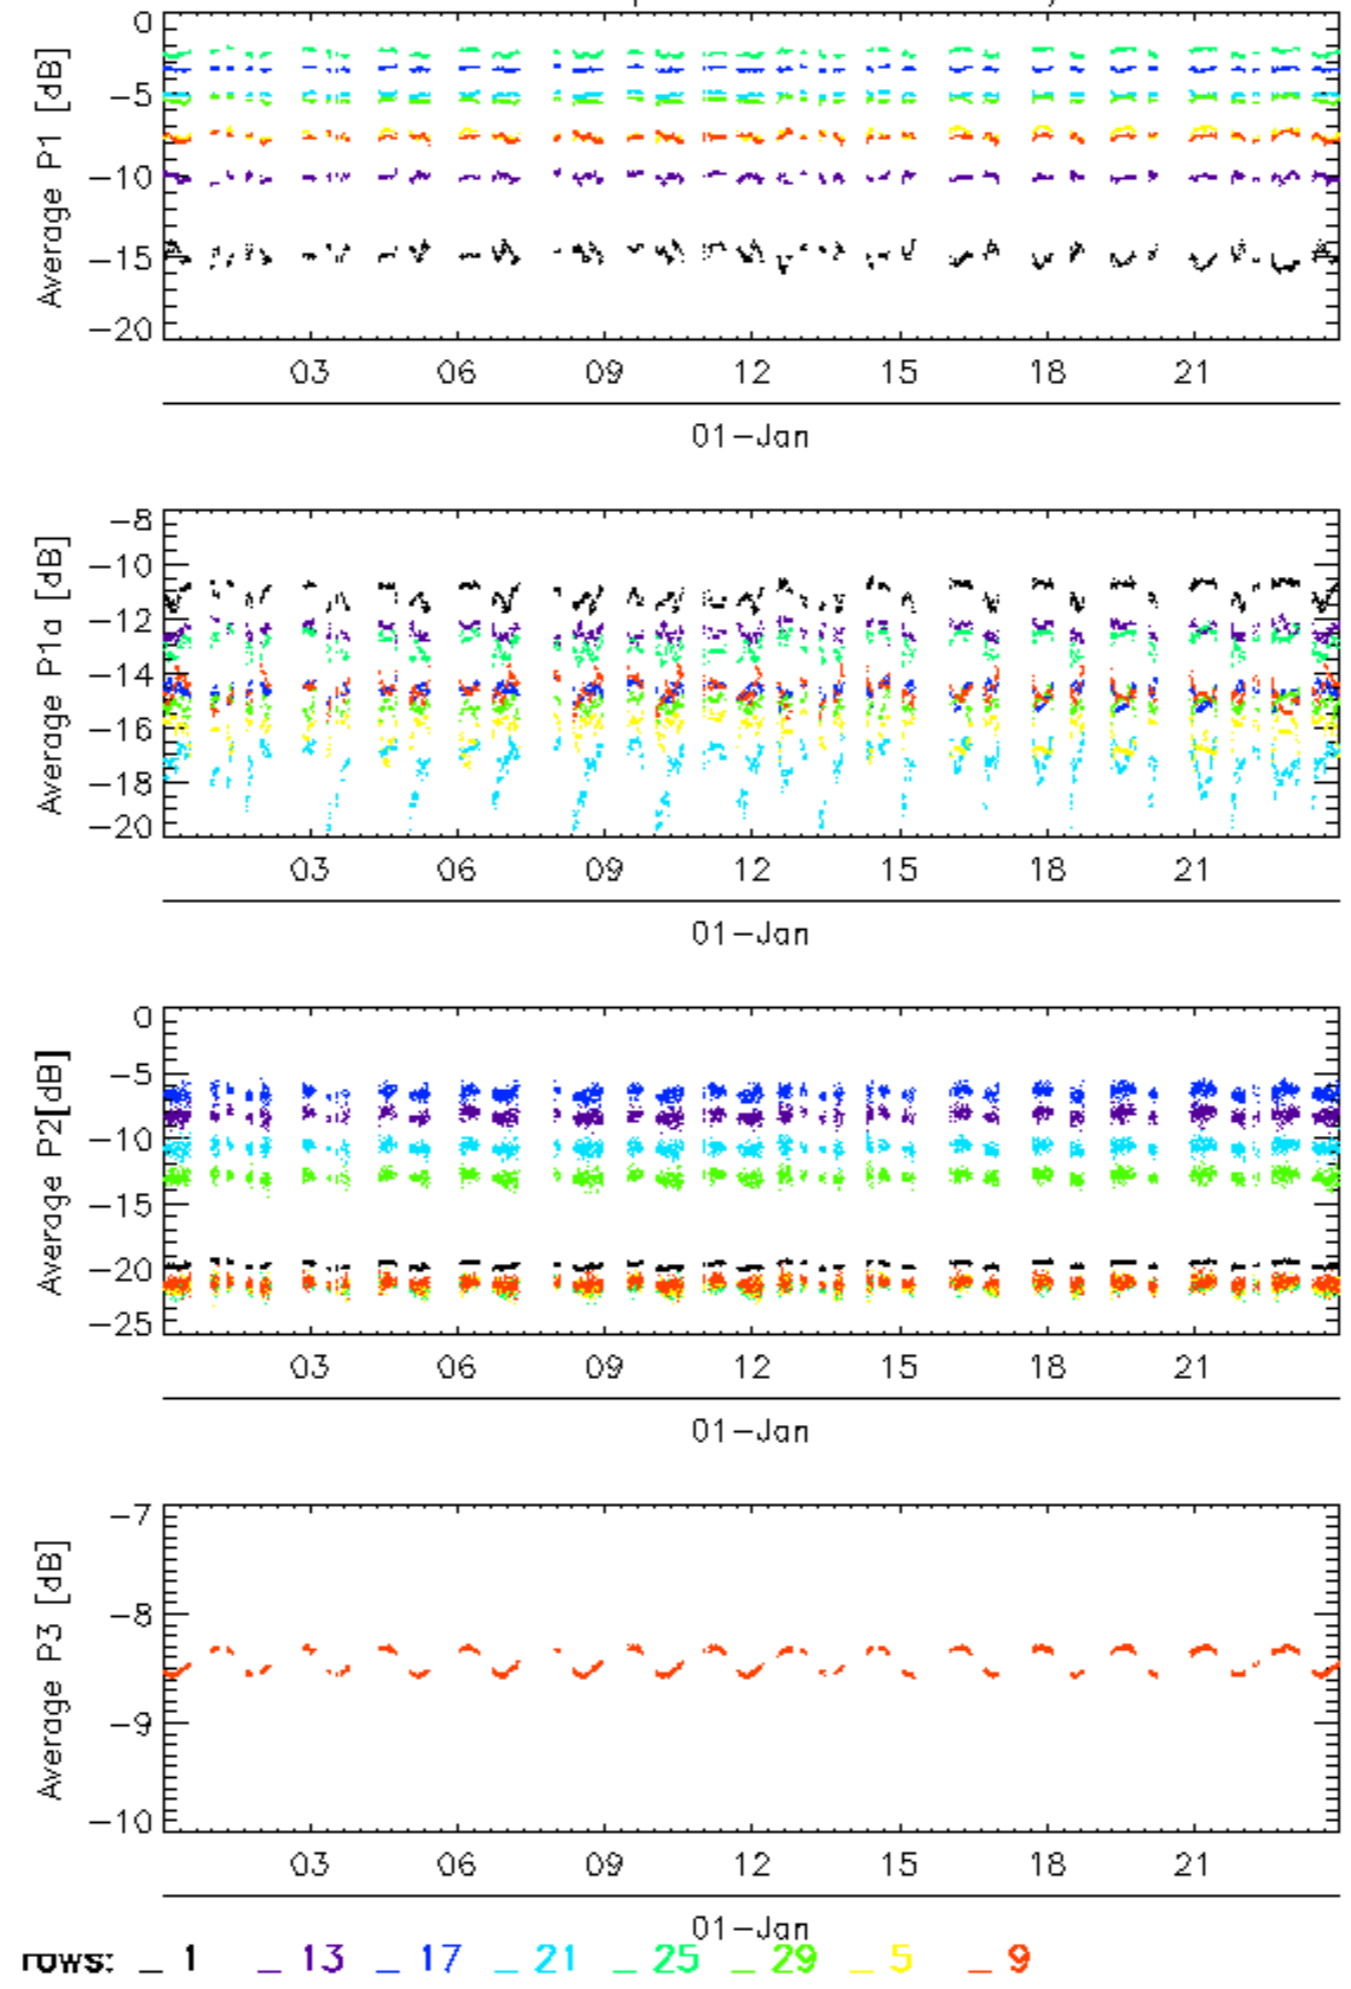 0
−5
−10
−15
−20
Average P1 [dB]
03 06 09 12 15 18 21
01−Jan
−8
−10
−12
−14
−16
−18
−20
Average P1a [dB]
03 06 09 12 15 18 21
01−Jan
0
−5
−10
−15
−20
−25
Average P2[dB]
03 06 09 12 15 18 21
01−Jan
−7
−8
−9
−10
Average P3 [dB]
03 06 09 12 15 18 21
01−Jan
rows: _ 1 _ 13 _ 17 _ 21 _ 25 _ 29 _ 5 _ 9